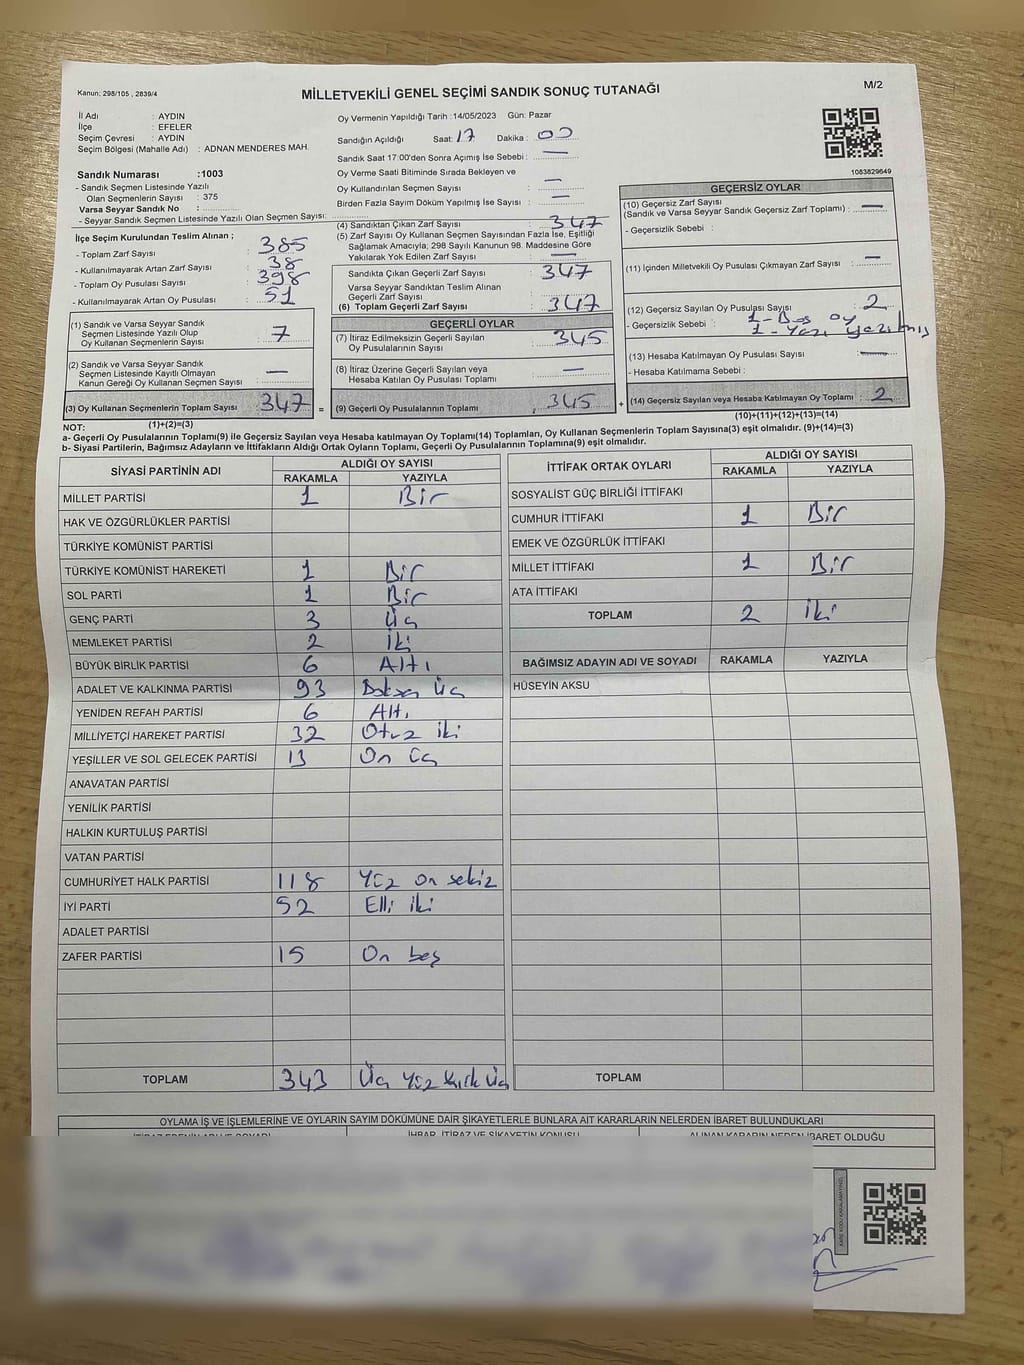 Kanun: 298/105 , 2839/4
MİLLETVEKİLİ GENEL SEÇİMİ SANDIK SONUÇ TUTANAĞI
M/2
İl Adı : AYDIN
İlçe : EFELER
Seçim Çevresi : AYDIN
Seçim Bölgesi (Mahalle Adı) : ADNAN MENDERES MAH.
Sandık Numarası :1003
- Sandık Seçmen Listesinde Yazılı
Olan Seçmenlerin Sayısı : 375
Varsa Seyyar Sandık No :
- Seyyar Sandık Seçmen Listesinde Yazılı Olan Seçmen Sayısı:
Oy Vermenin Yapıldığı Tarih :14/05/2023 Gün: Pazar
Sandığın Açıldığı Saat: 17 Dakika : 00
Sandık Saat 17:00'den Sonra Açımış İse Sebebi : —
Oy Verme Saati Bitiminde Sırada Bekleyen ve
Oy Kullandırılan Seçmen Sayısı : —
Birden Fazla Sayım Döküm Yapılmış İse Sayısı : —
1083829649
İlçe Seçim Kurulundan Teslim Alınan ;
- Toplam Zarf Sayısı : 385
- Kullanılmayarak Artan Zarf Sayısı : 38
- Toplam Oy Pusulası Sayısı : 398
- Kullanılmayarak Artan Oy Pusulası : 51
(1) Sandık ve Varsa Seyyar Sandık
Seçmen Listesinde Yazılı Olup
Oy Kullanan Seçmenlerin Sayısı : 7
(2) Sandık ve Varsa Seyyar Sandık
Seçmen Listesinde Kayıtlı Olmayan
Kanun Gereği Oy Kullanan Seçmen Sayısı : —
(3) Oy Kullanan Seçmenlerin Toplam Sayısı : 347 =
(1)+(2)=(3)
(4) Sandıktan Çıkan Zarf Sayısı : 347
(5) Zarf Sayısı Oy Kullanan Seçmen Sayısından Fazla İse, Eşitliği
Sağlamak Amacıyla; 298 Sayılı Kanunun 98. Maddesine Göre
Yakılarak Yok Edilen Zarf Sayısı : —
Sandıkta Çıkan Geçerli Zarf Sayısı : 347
Varsa Seyyar Sandıktan Teslim Alınan
Geçerli Zarf Sayısı :
(6) Toplam Geçerli Zarf Sayısı : 347
GEÇERLİ OYLAR
(7) İtiraz Edilmeksizin Geçerli Sayılan
Oy Pusulalarının Sayısı : 345
(8) İtiraz Üzerine Geçerli Sayılan veya
Hesaba Katılan Oy Pusulası Toplamı : —
(9) Geçerli Oy Pusulalarının Toplamı : 345 +
GEÇERSİZ OYLAR
(10) Geçersiz Zarf Sayısı
(Sandık ve Varsa Seyyar Sandık Geçersiz Zarf Toplamı) : —
- Geçersizlik Sebebi :
(11) İçinden Milletvekili Oy Pusulası Çıkmayan Zarf Sayısı : —
(12) Geçersiz Sayılan Oy Pusulası Sayısı : 2
- Geçersizlik Sebebi : 1-Boş oy
1-Yazı yazılmış
(13) Hesaba Katılmayan Oy Pusulası Sayısı : —
- Hesaba Katılmama Sebebi :
(14) Geçersiz Sayılan veya Hesaba Katılmayan Oy Toplamı : 2
(10)+(11)+(12)+(13)=(14)
NOT:
a- Geçerli Oy Pusulalarının Toplamı(9) ile Geçersiz Sayılan veya Hesaba katılmayan Oy Toplamı(14) Toplamları, Oy Kullanan Seçmenlerin Toplam Sayısına(3) eşit olmalıdır. (9)+(14)=(3)
b- Siyasi Partilerin, Bağımsız Adayların ve İttifakların Aldığı Ortak Oyların Toplamı, Geçerli Oy Pusulalarının Toplamına(9) eşit olmalıdır.
SİYASİ PARTİNİN ADI ALDIĞI OY SAYISI
RAKAMLA YAZIYLA
MİLLET PARTİSİ 1 Bir
HAK VE ÖZGÜRLÜKLER PARTİSİ
TÜRKİYE KOMÜNİST PARTİSİ
TÜRKİYE KOMÜNİST HAREKETİ 1 Bir
SOL PARTİ 1 Bir
GENÇ PARTİ 3 Üç
MEMLEKET PARTİSİ 2 İki
BÜYÜK BİRLİK PARTİSİ 6 Altı
ADALET VE KALKINMA PARTİSİ 93 Doksan Üç
YENİDEN REFAH PARTİSİ 6 Altı
MİLLİYETÇİ HAREKET PARTİSİ 32 Otuz iki
YEŞİLLER VE SOL GELECEK PARTİSİ 13 On üç
ANAVATAN PARTİSİ
YENİLİK PARTİSİ
HALKIN KURTULUŞ PARTİSİ
VATAN PARTİSİ
CUMHURİYET HALK PARTİSİ 118 Yüz on sekiz
İYİ PARTİ 52 Elli iki
ADALET PARTİSİ
ZAFER PARTİSİ 15 On beş
TOPLAM 343 Üç Yüz kırk Üç
İTTİFAK ORTAK OYLARI ALDIĞI OY SAYISI
RAKAMLA YAZIYLA
SOSYALİST GÜÇ BİRLİĞİ İTTİFAKI
CUMHUR İTTİFAKI 1 Bir
EMEK VE ÖZGÜRLÜK İTTİFAKI
MİLLET İTTİFAKI 1 Bir
ATA İTTİFAKI
TOPLAM 2 İki
BAĞIMSIZ ADAYIN ADI VE SOYADI RAKAMLA YAZIYLA
HÜSEYİN AKSU
TOPLAM
OYLAMA İŞ VE İŞLEMLERİNE VE OYLARIN SAYIM DÖKÜMÜNE DAİR ŞİKAYETLERLE BUNLARA AİT KARARLARIN NELERDEN İBARET BULUNDUKLARI
İHBAR, İTİRAZ VE ŞİKAYETİN KONUSU ALINAN KARARIN NEDEN İBARET OLDUĞU